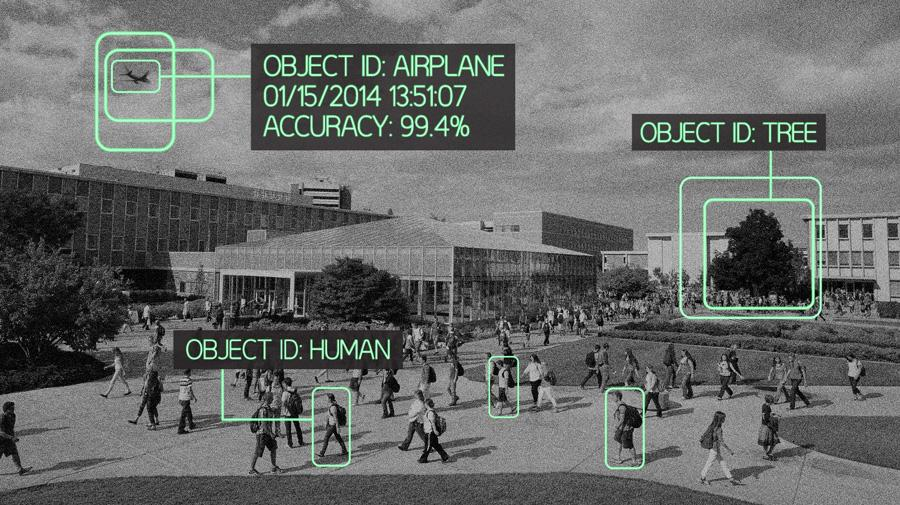 OBJECT ID: AIRPLANE
01/15/2014 13:51:07
ACCURACY: 99.4%
OBJECT ID: TREE
OBJECT ID: HUMAN